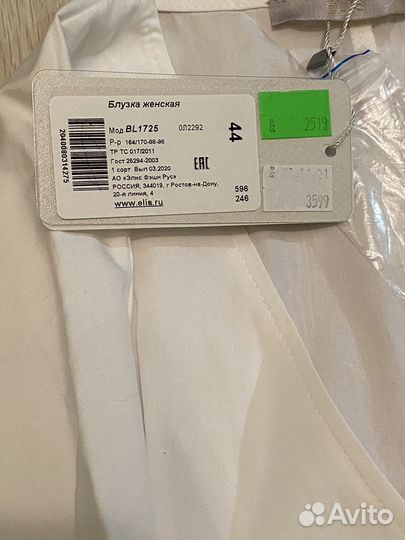 Блузка женская
Мод BL1725 0Л2292
Р-р 164/170-88-96
ТР ТС 017/2011
Гост 25294-2003
1 сорт Вып 03.2020
АО «Элис Фэшн Рус»
РОССИЯ, 344019, г Ростов-на-Дону,
20-я линия, 4
www.elis.ru
596
246
44
EAC
2040080314275
2519
3599
Avito